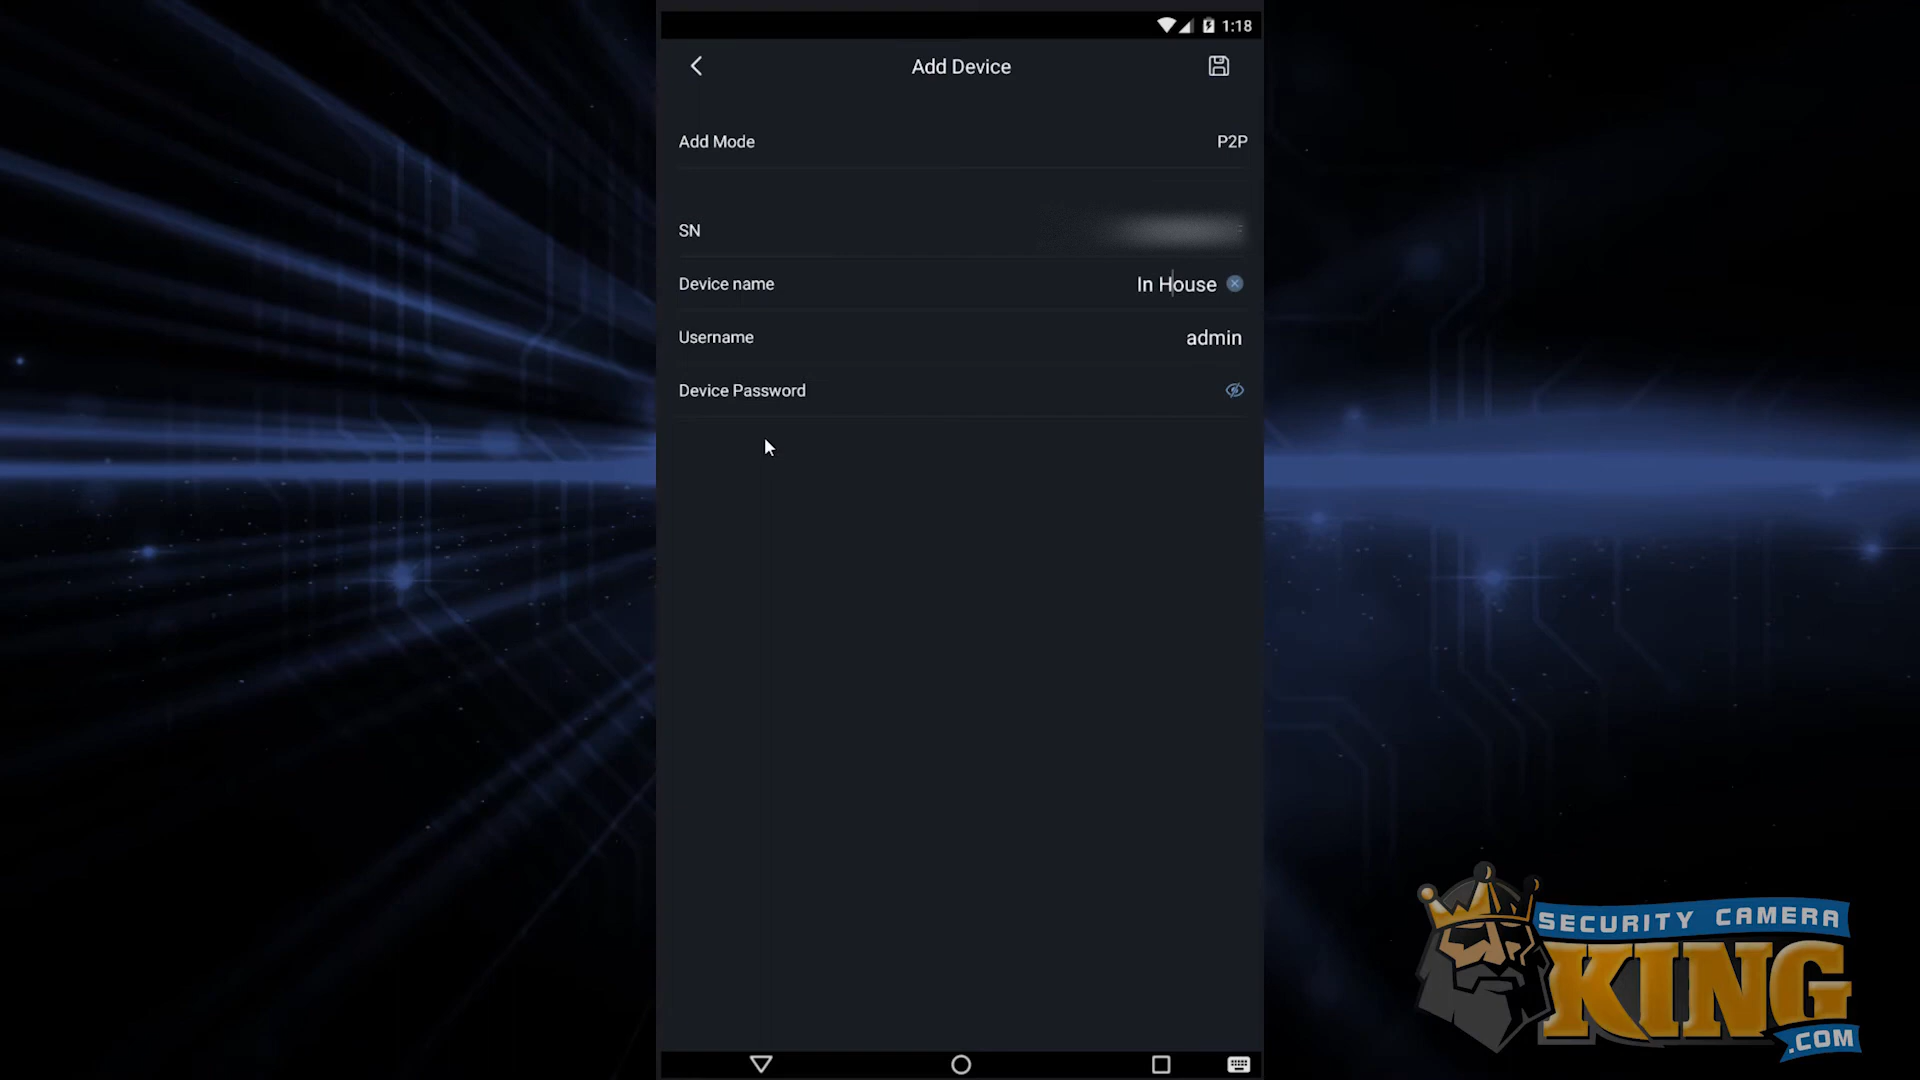 1:18
Add Device
Add Mode P2P
SN
Device name In House
Username admin
Device Password
SECURITY CAMERA
KING
.COM